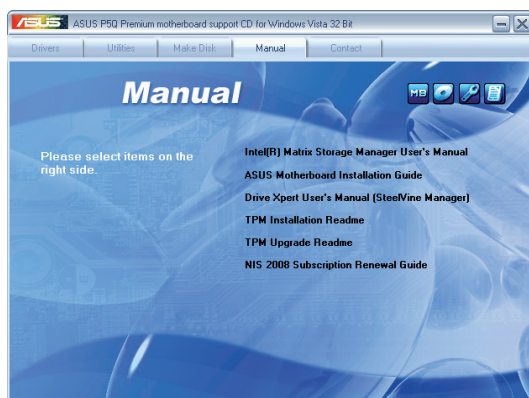 ASUS ASUS P5Q Premium motherboard support CD for Windows Vista 32 Bit
Drivers Utilities Make Disk Manual Contact
Manual
MB
Please select items on the
right side.
Intel(R) Matrix Storage Manager User's Manual
ASUS Motherboard Installation Guide
Drive Xpert User's Manual (SteelVine Manager)
TPM Installation Readme
TPM Upgrade Readme
NIS 2008 Subscription Renewal Guide